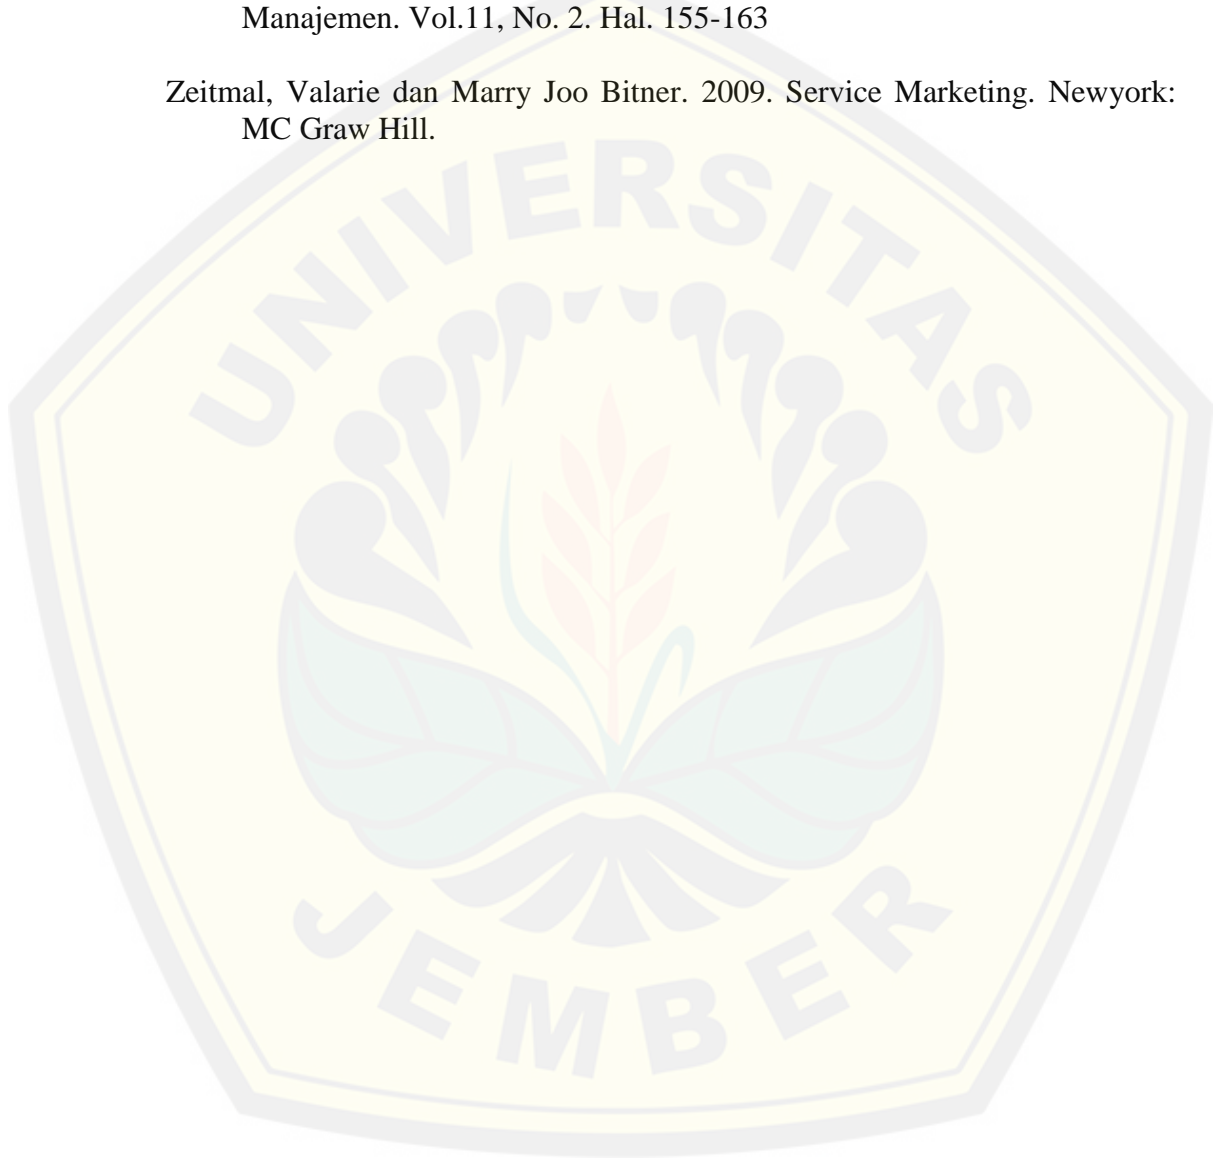 Manajemen. Vol.11, No. 2. Hal. 155-163
Zeitmal, Valarie dan Marry Joo Bitner. 2009. Service Marketing. Newyork:
MC Graw Hill.
UNIVERSITAS
JEMBER